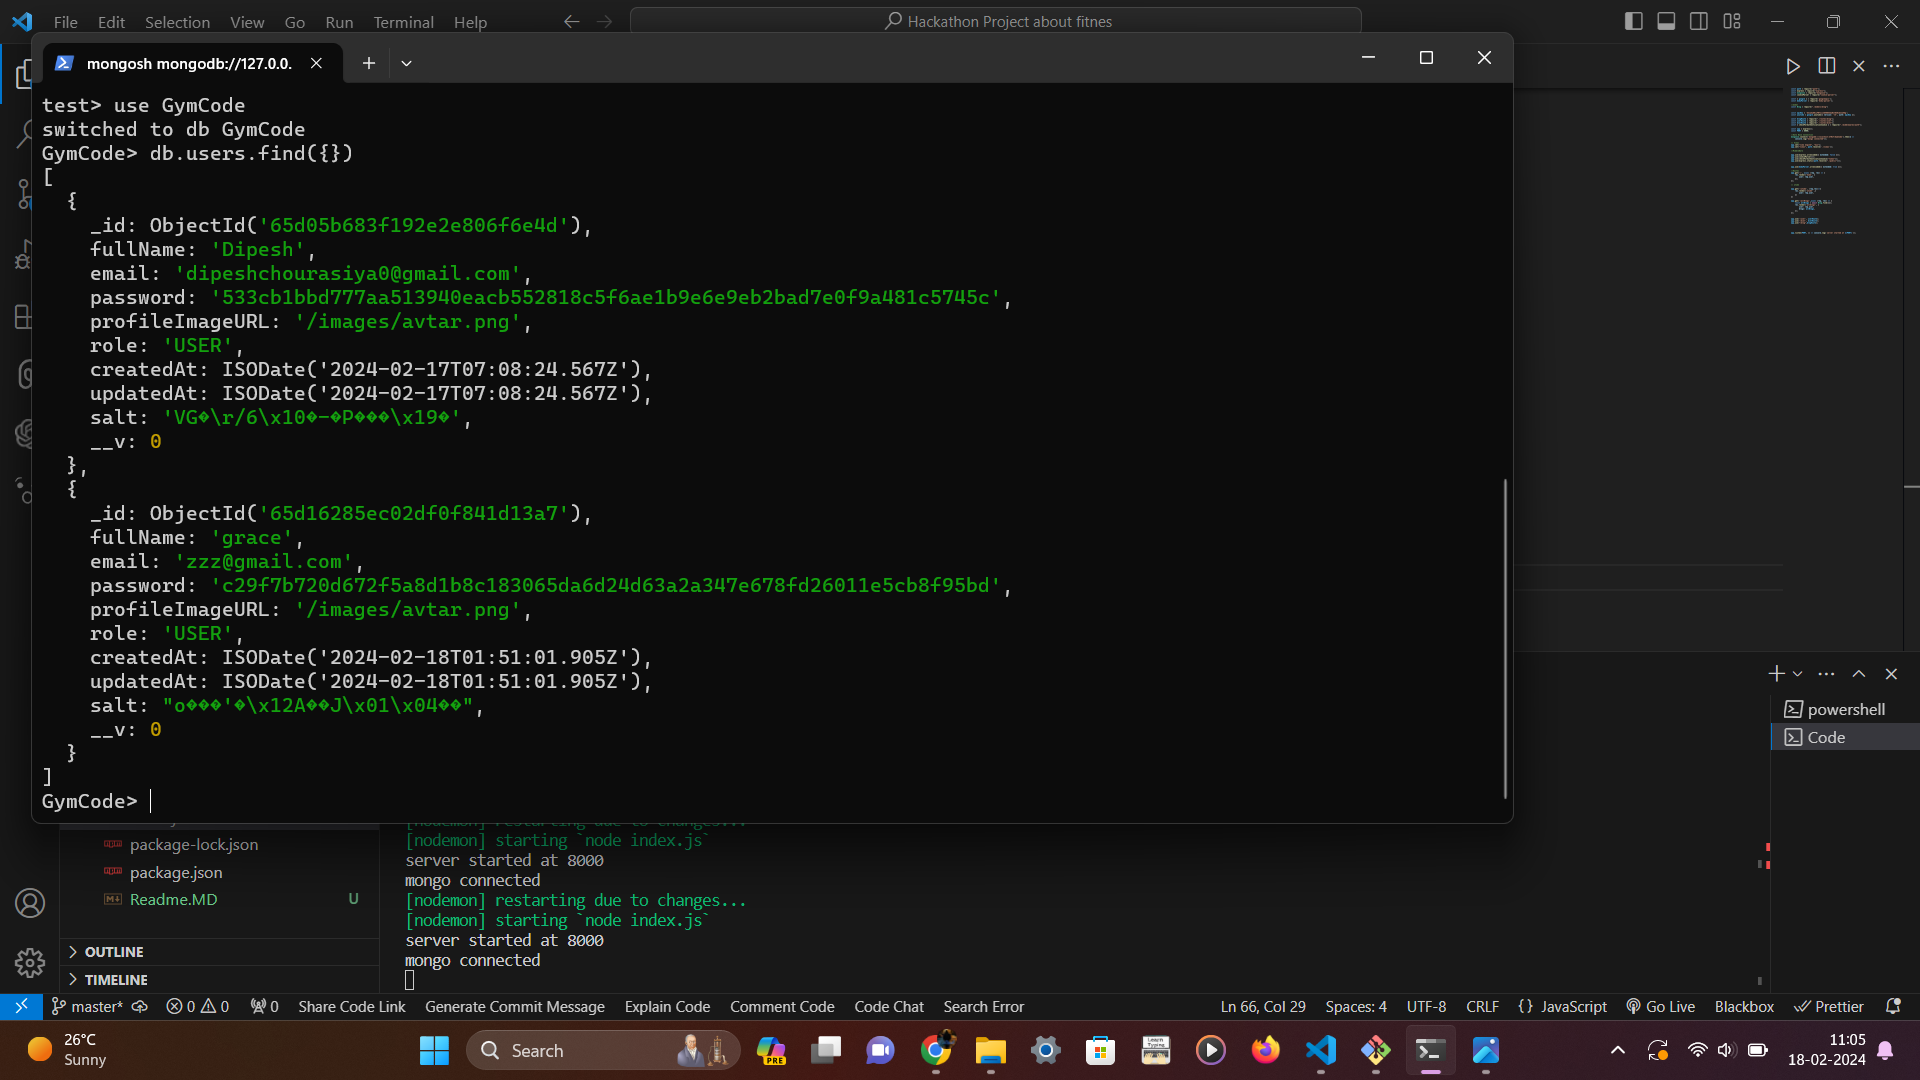 File Edit Selection View Go Run Terminal Help
Hackathon Project about fitnes
mongosh mongodb://127.0.0.
test> use GymCode
switched to db GymCode
GymCode> db.users.find({})
[
{
_id: ObjectId('65d05b683f192e2e806f6e4d'),
fullName: 'Dipesh',
email: 'dipeshchourasiya0@gmail.com',
password: '533cb1bbd777aa513940eacb552818c5f6ae1b9e6e9eb2bad7e0f9a481c5745c',
profileImageURL: '/images/avtar.png',
role: 'USER',
createdAt: ISODate('2024-02-17T07:08:24.567Z'),
updatedAt: ISODate('2024-02-17T07:08:24.567Z'),
salt: 'VG�\r/6\x10�-�P���\x19�',
__v: 0
},
{
_id: ObjectId('65d16285ec02df0f841d13a7'),
fullName: 'grace',
email: 'zzz@gmail.com',
password: 'c29f7b720d672f5a8d1b8c183065da6d24d63a2a347e678fd26011e5cb8f95bd',
profileImageURL: '/images/avtar.png',
role: 'USER',
createdAt: ISODate('2024-02-18T01:51:01.905Z'),
updatedAt: ISODate('2024-02-18T01:51:01.905Z'),
salt: "o���'�\x12A��J\x01\x04��",
__v: 0
}
]
GymCode>
powershell
Code
package-lock.json
package.json
Readme.MD U
OUTLINE
TIMELINE
[nodemon] restarting due to changes...
[nodemon] starting `node index.js`
server started at 8000
mongo connected
[nodemon] restarting due to changes...
[nodemon] starting `node index.js`
server started at 8000
mongo connected
master* 0 0 0 Share Code Link Generate Commit Message Explain Code Comment Code Code Chat Search Error Ln 66, Col 29 Spaces: 4 UTF-8 CRLF {} JavaScript Go Live Blackbox Prettier
26°C
Sunny
Search
PRE
11:05
18-02-2024